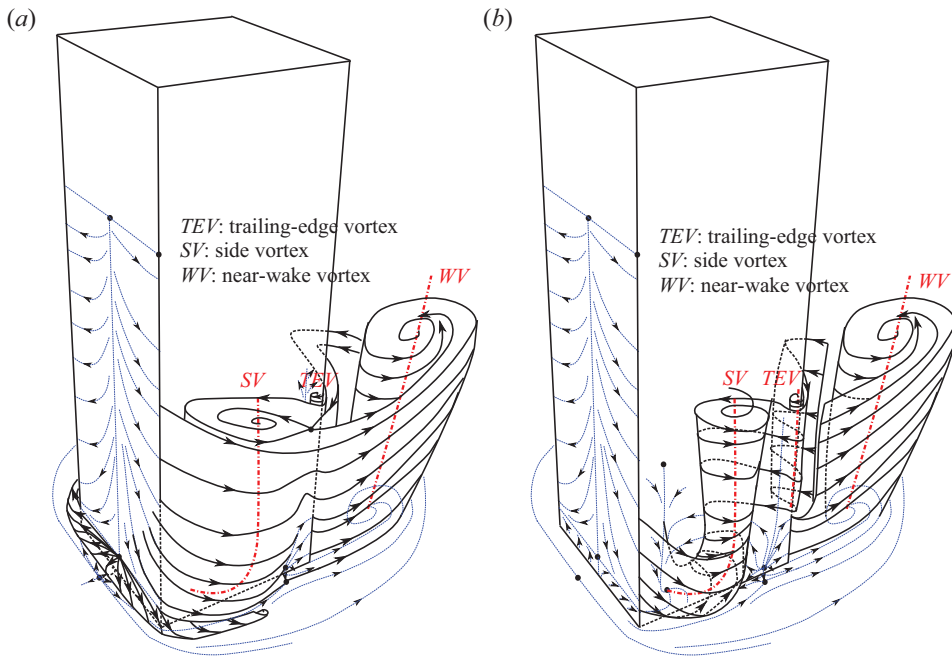 (a)
(b)
TEV: trailing-edge vortex
SV: side vortex
WV: near-wake vortex
WV
SV
TEV
TEV: trailing-edge vortex
SV: side vortex
WV: near-wake vortex
WV
SV
TEV